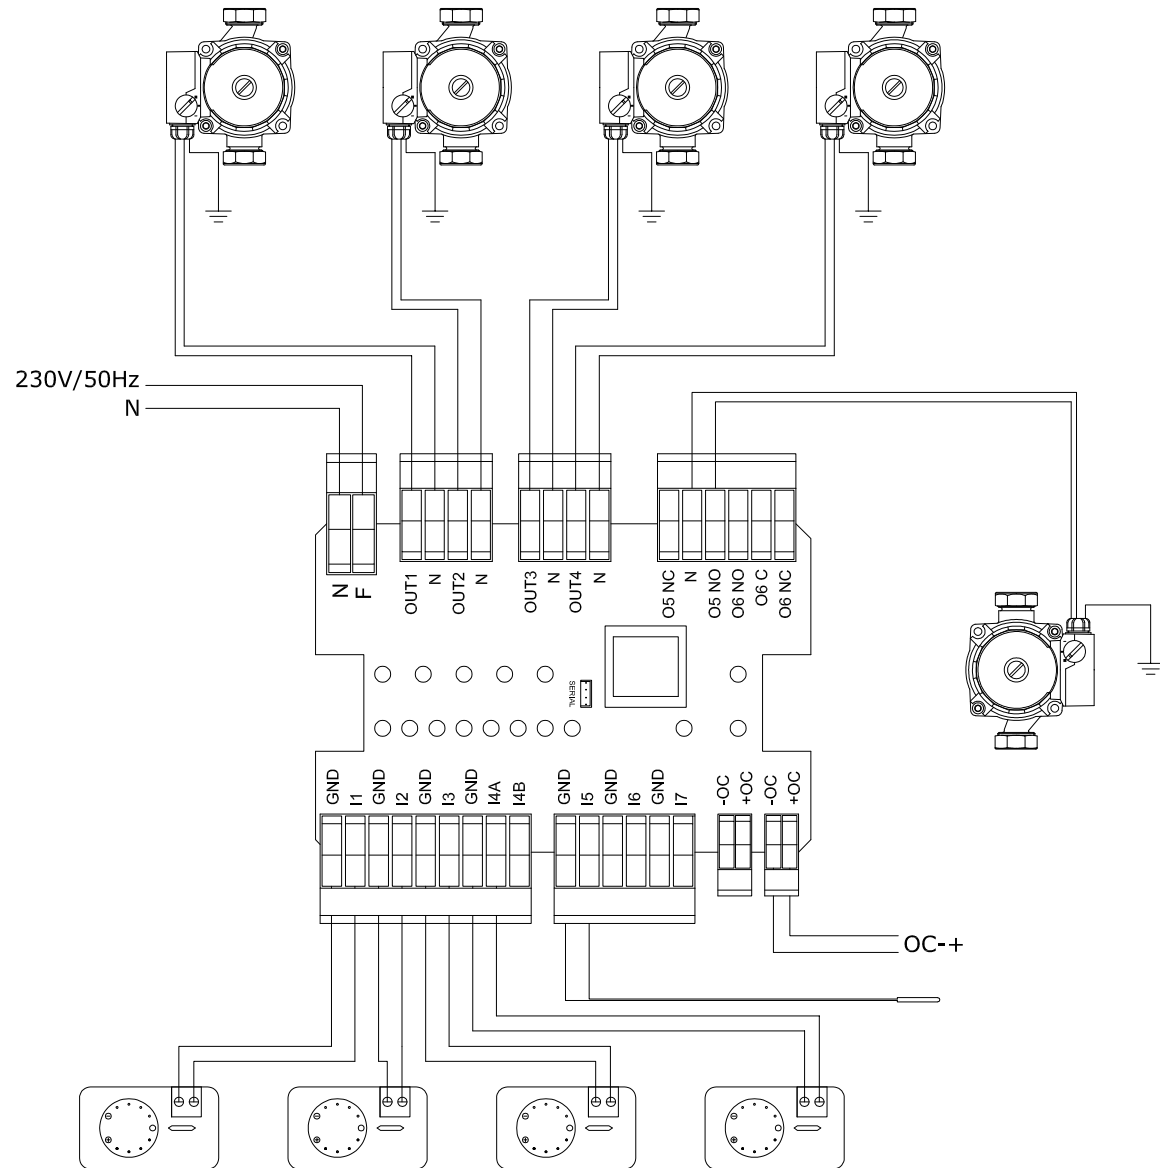 230V/50Hz
N
N
F
OUT1
N
OUT2
N
OUT3
N
OUT4
N
O5 NC
N
O5 NO
O6 NO
O6 C
O6 NC
SERIAL
GND
I1
GND
I2
GND
I3
GND
I4A
I4B
GND
I5
GND
I6
GND
I7
-OC
+OC
-OC
+OC
OC-+